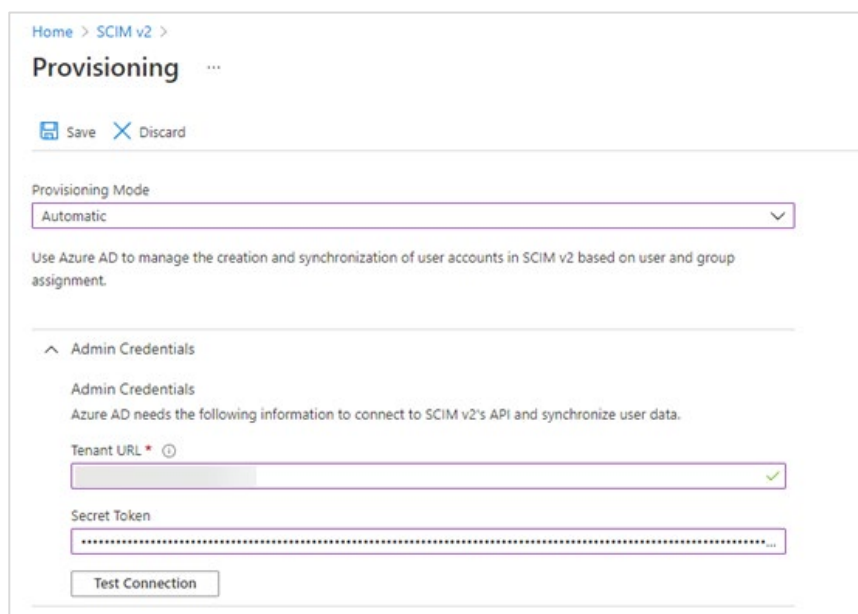 Home > SCIM v2 >
Provisioning ...
Save Discard
Provisioning Mode
Automatic
Use Azure AD to manage the creation and synchronization of user accounts in SCIM v2 based on user and group
assignment.
Admin Credentials
Admin Credentials
Azure AD needs the following information to connect to SCIM v2's API and synchronize user data.
Tenant URL *
Secret Token
Test Connection